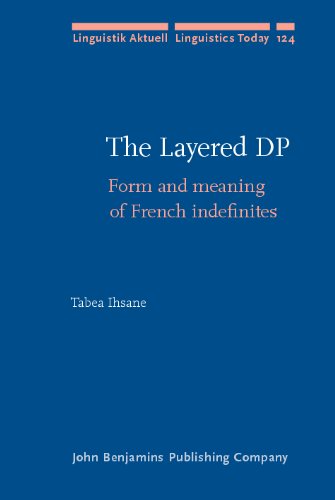 Linguistik Aktuell Linguistics Today 124
The Layered DP
Form and meaning
of French indefinites
Tabea Ihsane
John Benjamins Publishing Company